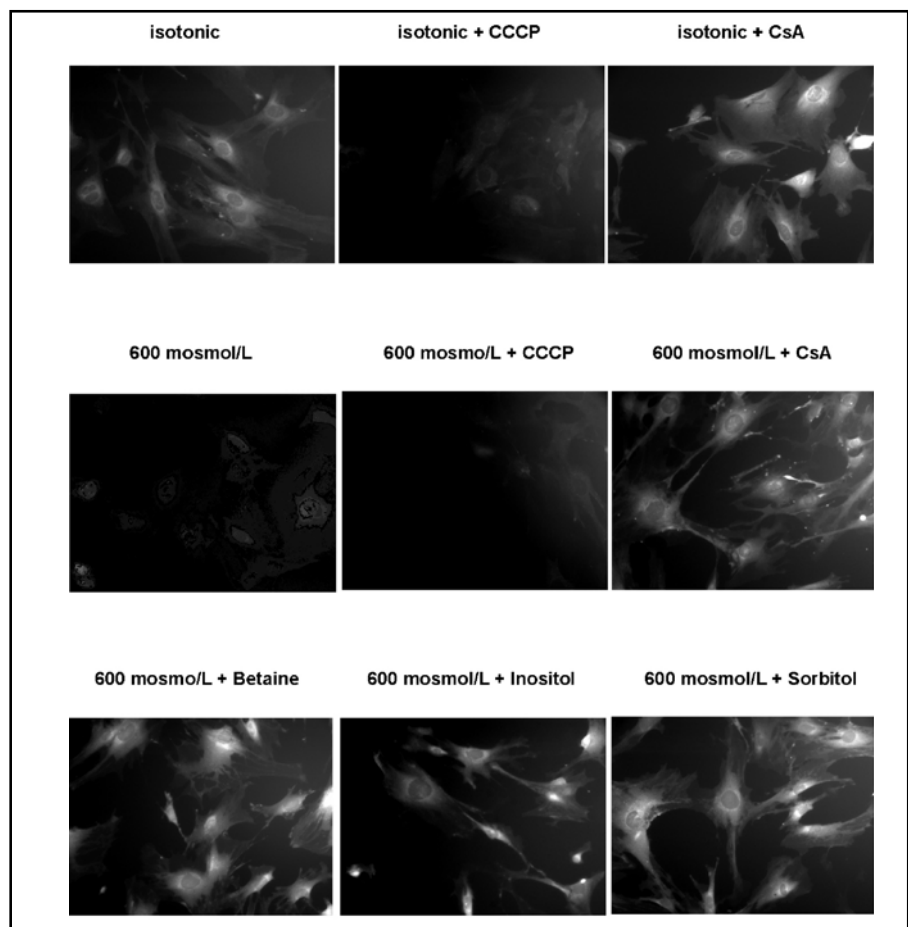 isotonic isotonic + CCCP isotonic + CsA
600 mosmol/L 600 mosmo/L + CCCP 600 mosmol/L + CsA
600 mosmo/L + Betaine 600 mosmol/L + Inositol 600 mosmol/L + Sorbitol